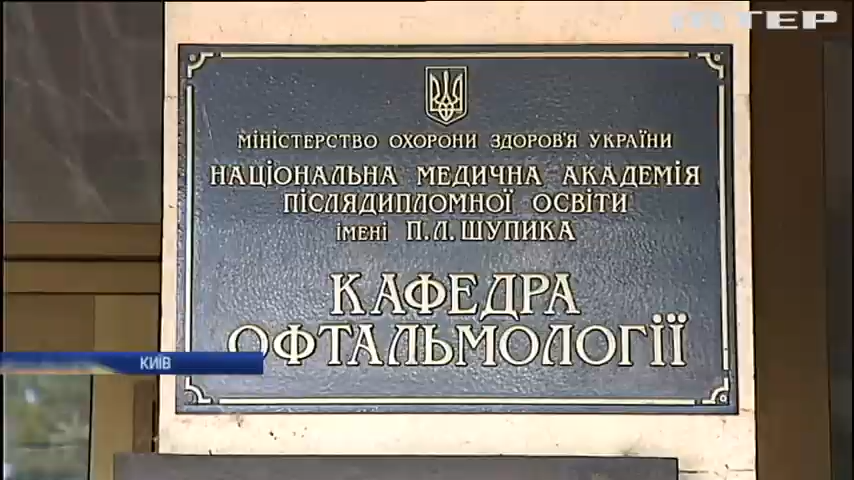 ІНТЕР
МІНІСТЕРСТВО ОХОРОНИ ЗДОРОВ'Я УКРАЇНИ
НАЦІОНАЛЬНА МЕДИЧНА АКАДЕМІЯ
ПІСЛЯДИПЛОМНОЇ ОСВІТИ
ІМЕНІ П.Л.ШУПИКА
КАФЕДРА
ОФТАЛЬМОЛОГІЇ
КИЇВ